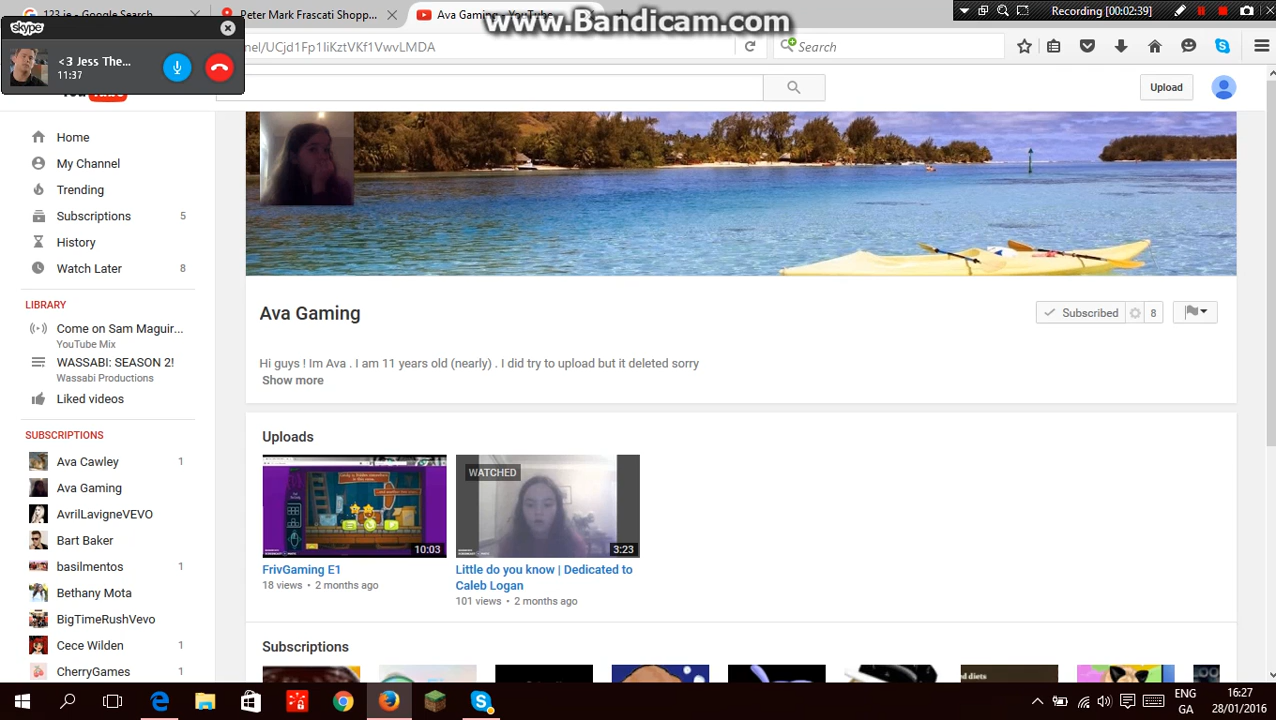 123 is - Google Search
Peter Mark Frascati Shopp...
Ava Gaming - YouTube
www.Bandicam.com
Recording [00:02:39]
skype
<3 Jess The...
11:37
nel/UCjd1Fp1IiKztVKf1VwvLMDA
Search
Upload
Home
My Channel
Trending
Subscriptions 5
History
Watch Later 8
LIBRARY
Come on Sam Maguir...
YouTube Mix
WASSABI: SEASON 2!
Wassabi Productions
Liked videos
SUBSCRIPTIONS
Ava Cawley 1
Ava Gaming
AvrilLavigneVEVO
Bart Baker
basilmentos 1
Bethany Mota
BigTimeRushVevo
Cece Wilden 1
CherryGames 1
Ava Gaming
Subscribed 8
Hi guys ! Im Ava . I am 11 years old (nearly) . I did try to upload but it deleted sorry
Show more
Uploads
10:03
FrivGaming E1
18 views • 2 months ago
WATCHED
3:23
Little do you know | Dedicated to
Caleb Logan
101 views • 2 months ago
Subscriptions
d diets
ENG
GA
16:27
28/01/2016